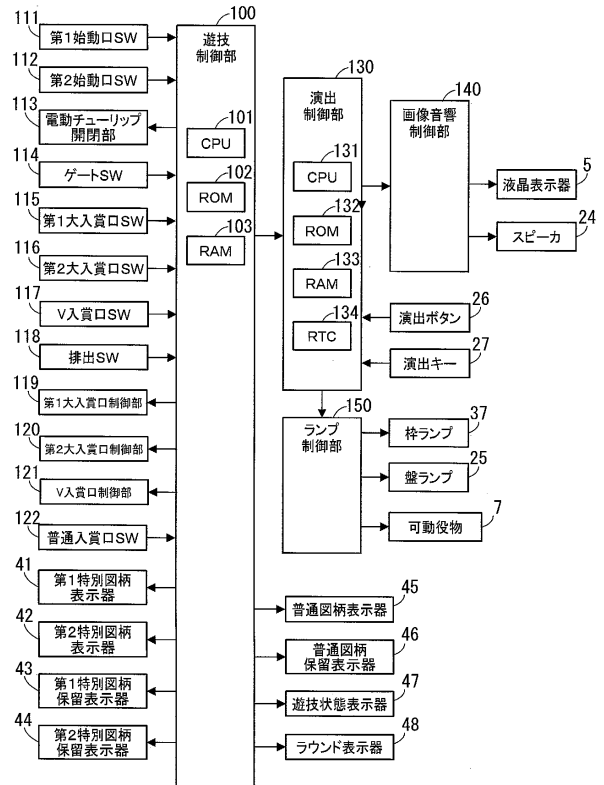 111
第1始動口SW
112
第2始動口SW
113
電動チューリップ
開閉部
114
ゲートSW
115
第1大入賞口SW
116
第2大入賞口SW
117
V入賞口SW
118
排出SW
119
第1大入賞口制御部
120
第2大入賞口制御部
121
V入賞口制御部
122
普通入賞口SW
41
第1特別図柄
表示器
42
第2特別図柄
表示器
43
第1特別図柄
保留表示器
44
第2特別図柄
保留表示器
100
遊技
制御部
101
CPU
102
ROM
103
RAM
130
演出
制御部
131
CPU
132
ROM
133
RAM
134
RTC
140
画像音響
制御部
5
液晶表示器
24
スピーカ
26
演出ボタン
27
演出キー
150
ランプ
制御部
37
枠ランプ
25
盤ランプ
7
可動役物
45
普通図柄表示器
46
普通図柄
保留表示器
47
遊技状態表示器
48
ラウンド表示器